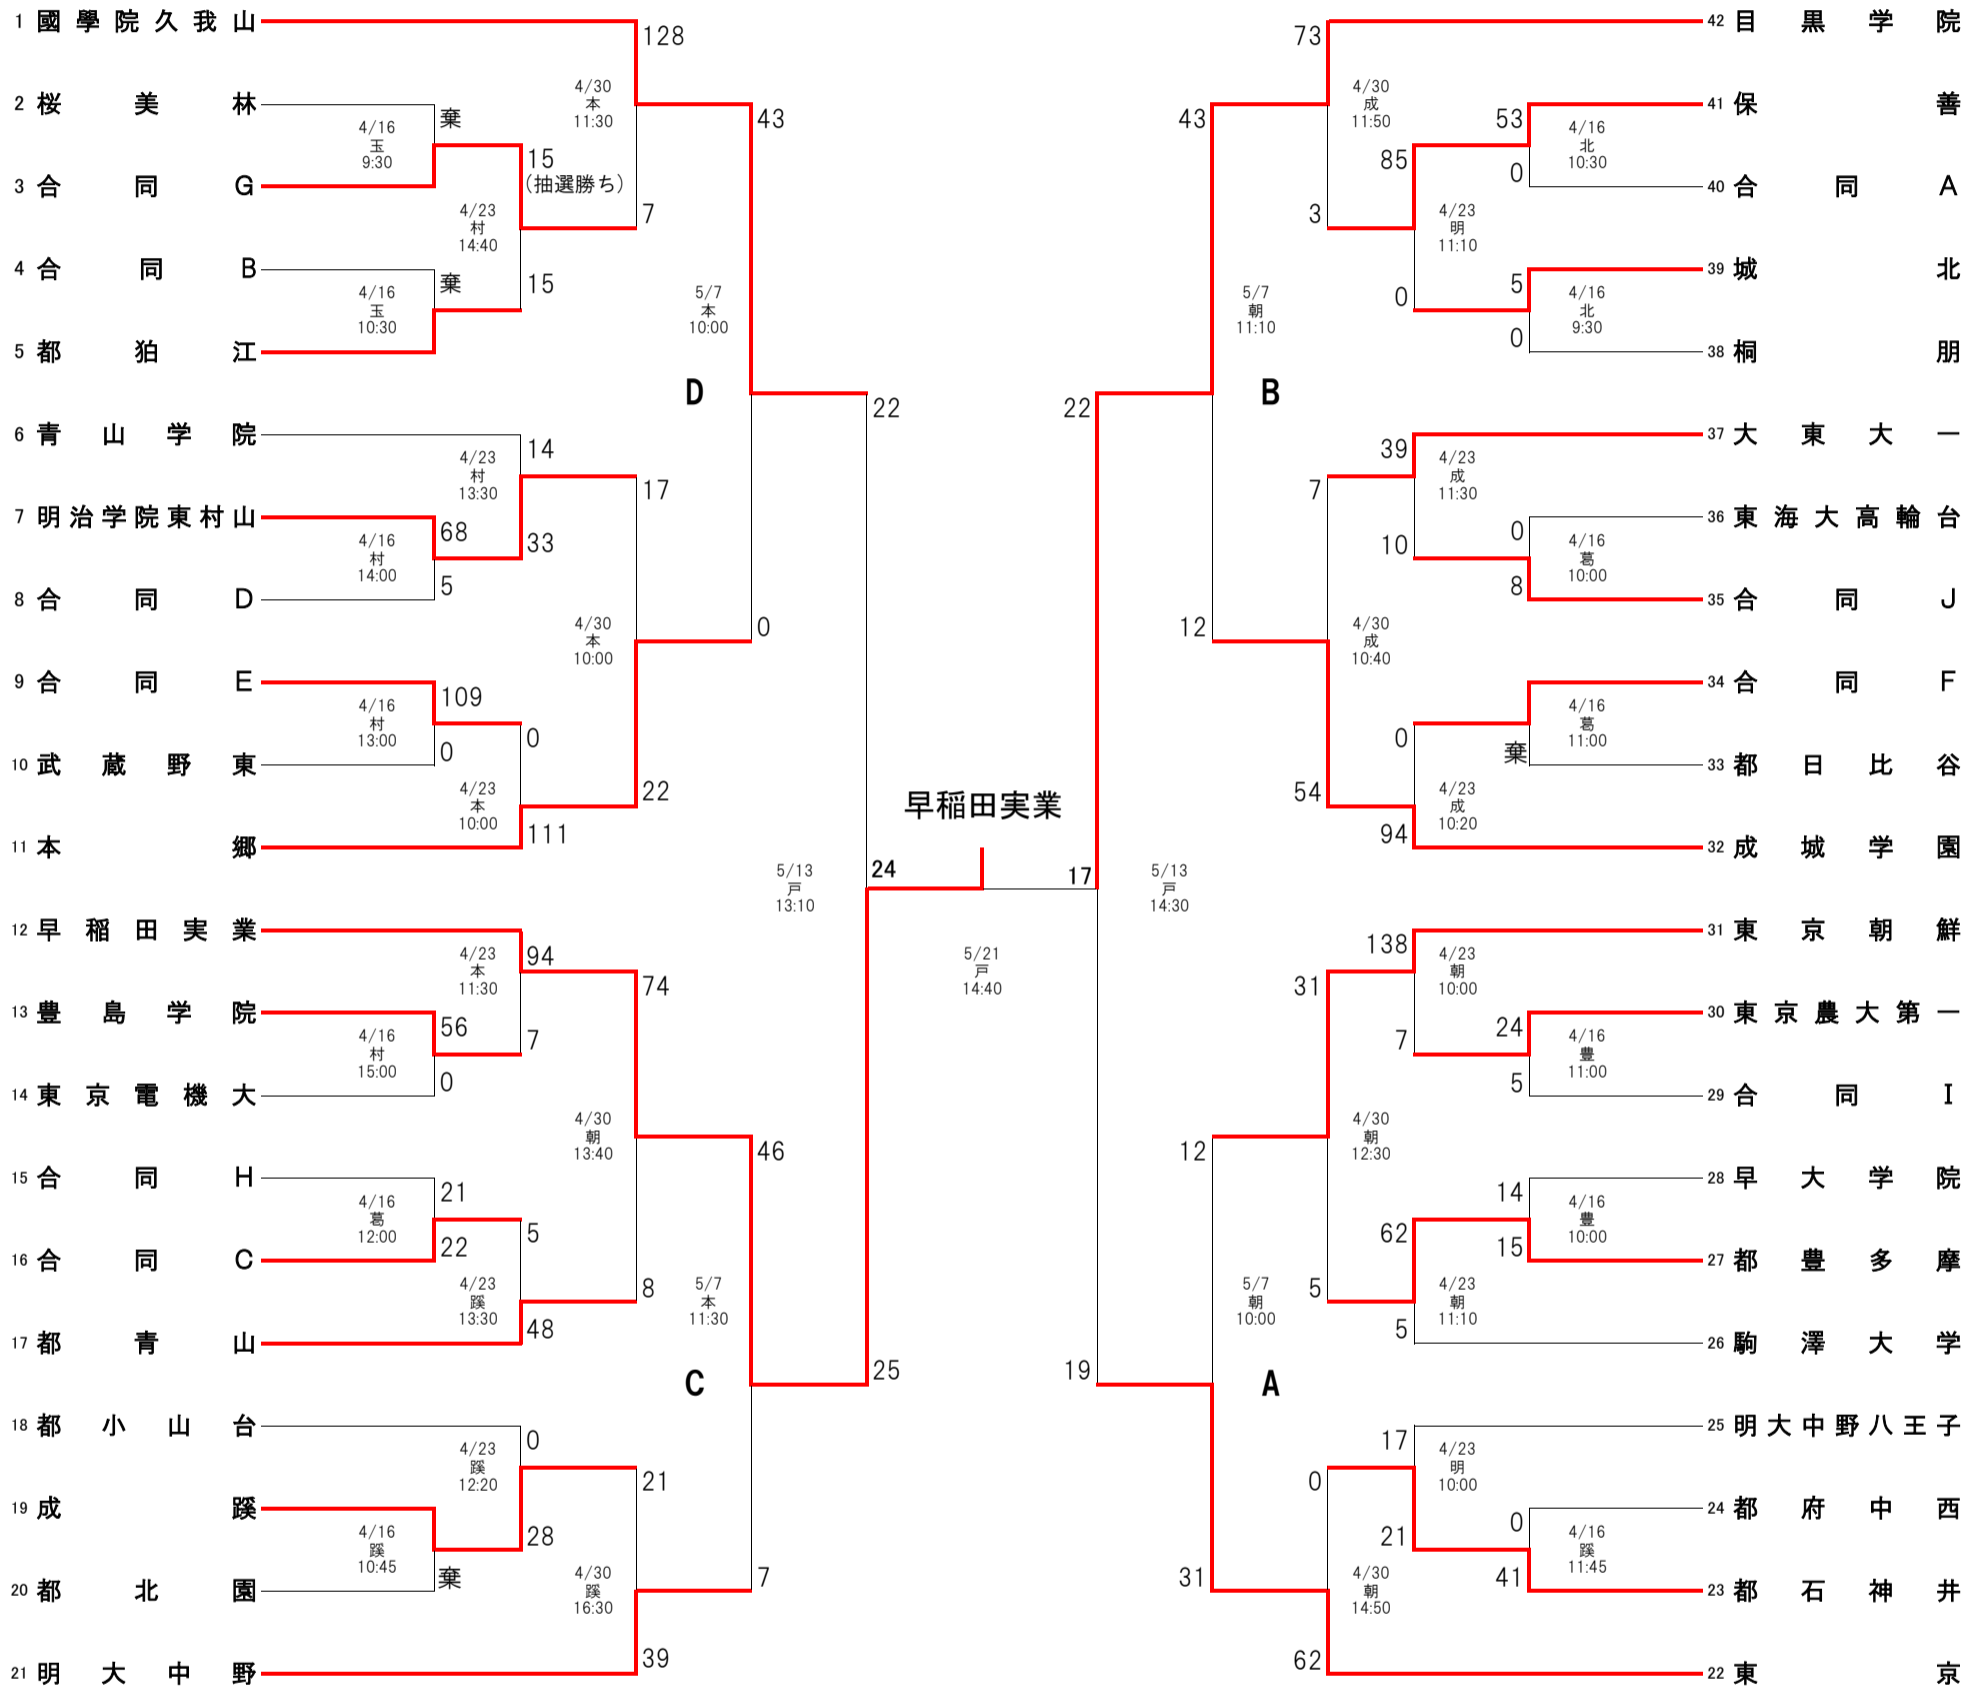 1 國學院久我山
128
4/30
本
11:30
2 桜美林
棄
43
4/16
玉
9:30
15
(抽選勝ち)
3 合同G
4/23
村
14:40
7
4 合同B
棄
15
4/16
玉
10:30
5/7
本
10:00
5 都狛江
D
22
6 青山学院
14
4/23
村
13:30
17
7 明治学院東村山
68
33
4/16
村
14:00
5
8 合同D
4/30
本
10:00
0
9 合同E
109
4/16
村
13:00
0
0
10 武蔵野東
4/23
本
10:00
22
111
11 本郷
早稲田実業
24
17
5/13
戸
13:10
5/13
戸
14:30
5/21
戸
14:40
12 早稲田実業
94
4/23
本
11:30
74
13 豊島学院
56
7
4/16
村
15:00
0
14 東京電機大
4/30
朝
13:40
46
15 合同H
21
4/16
葛
12:00
5
22
16 合同C
4/23
蹊
13:30
8
5/7
本
11:30
48
17 都青山
C
25
18 都小山台
0
4/23
蹊
12:20
21
19 成蹊
28
4/16
蹊
10:45
棄
20 都北園
4/30
蹊
16:30
7
39
21 明大中野
73
42 目黒学院
4/30
成
11:50
43
53
41 保善
4/16
北
10:30
85
0
40 合同A
3
4/23
明
11:10
5
39 城北
0
4/16
北
9:30
5/7
朝
11:10
0
38 桐朋
B
22
39
37 大東大一
4/23
成
11:30
7
0
36 東海大高輪台
10
4/16
葛
10:00
8
35 合同J
12
4/30
成
10:40
34 合同F
4/16
葛
11:00
0
棄
33 都日比谷
54
4/23
成
10:20
94
32 成城学園
138
31 東京朝鮮
4/23
朝
10:00
31
24
30 東京農大第一
7
4/16
豊
11:00
5
29 合同I
12
4/30
朝
12:30
14
28 早大学院
4/16
豊
10:00
62
15
27 都豊多摩
5
4/23
朝
11:10
5/7
朝
10:00
5
26 駒澤大学
19
A
17
25 明大中野八王子
4/23
明
10:00
0
0
24 都府中西
21
4/16
蹊
11:45
41
23 都石神井
31
4/30
朝
14:50
62
22 東京